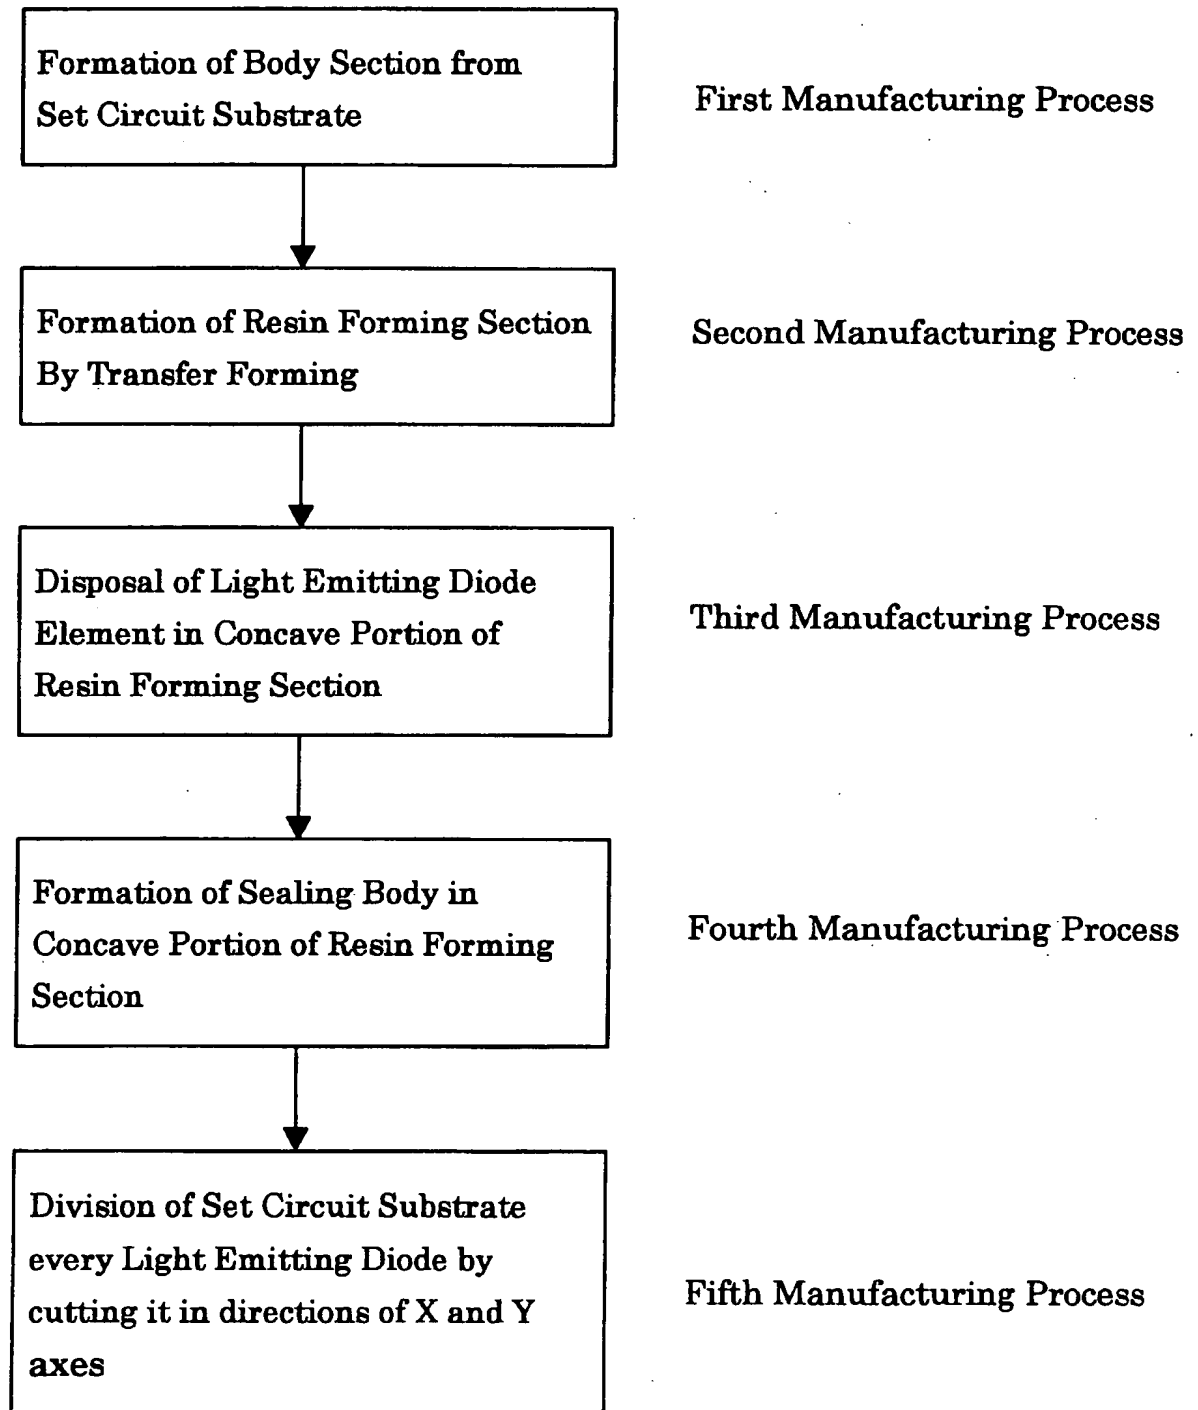 Formation of Body Section from
Set Circuit Substrate
First Manufacturing Process
Formation of Resin Forming Section
By Transfer Forming
Second Manufacturing Process
Disposal of Light Emitting Diode
Element in Concave Portion of
Resin Forming Section
Third Manufacturing Process
Formation of Sealing Body in
Concave Portion of Resin Forming
Section
Fourth Manufacturing Process
Division of Set Circuit Substrate
every Light Emitting Diode by
cutting it in directions of X and Y
axes
Fifth Manufacturing Process